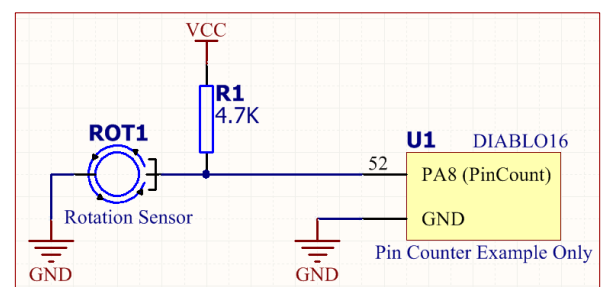 VCC
R1
4.7K
ROT1
Rotation Sensor
GND
U1
DIABLO16
52
PA8 (PinCount)
GND
Pin Counter Example Only
GND